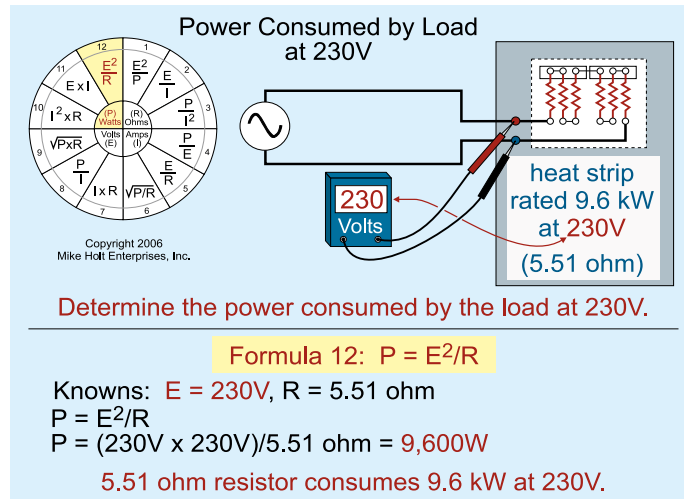 Power Consumed by Load
at 230V
12
1
2
3
4
5
6
7
8
9
10
11
E²/R
E²/P
E/I
P/I²
P/E
E/R
√P/R
I x R
P/I
√PxR
I² x R
E x I
(P)
Watts
(R)
Ohms
Volts
(E)
Amps
(I)
Copyright 2006
Mike Holt Enterprises, Inc.
230
Volts
heat strip
rated 9.6 kW
at 230V
(5.51 ohm)
Determine the power consumed by the load at 230V.
Formula 12: P = E²/R
Knowns: E = 230V, R = 5.51 ohm
P = E²/R
P = (230V x 230V)/5.51 ohm = 9,600W
5.51 ohm resistor consumes 9.6 kW at 230V.